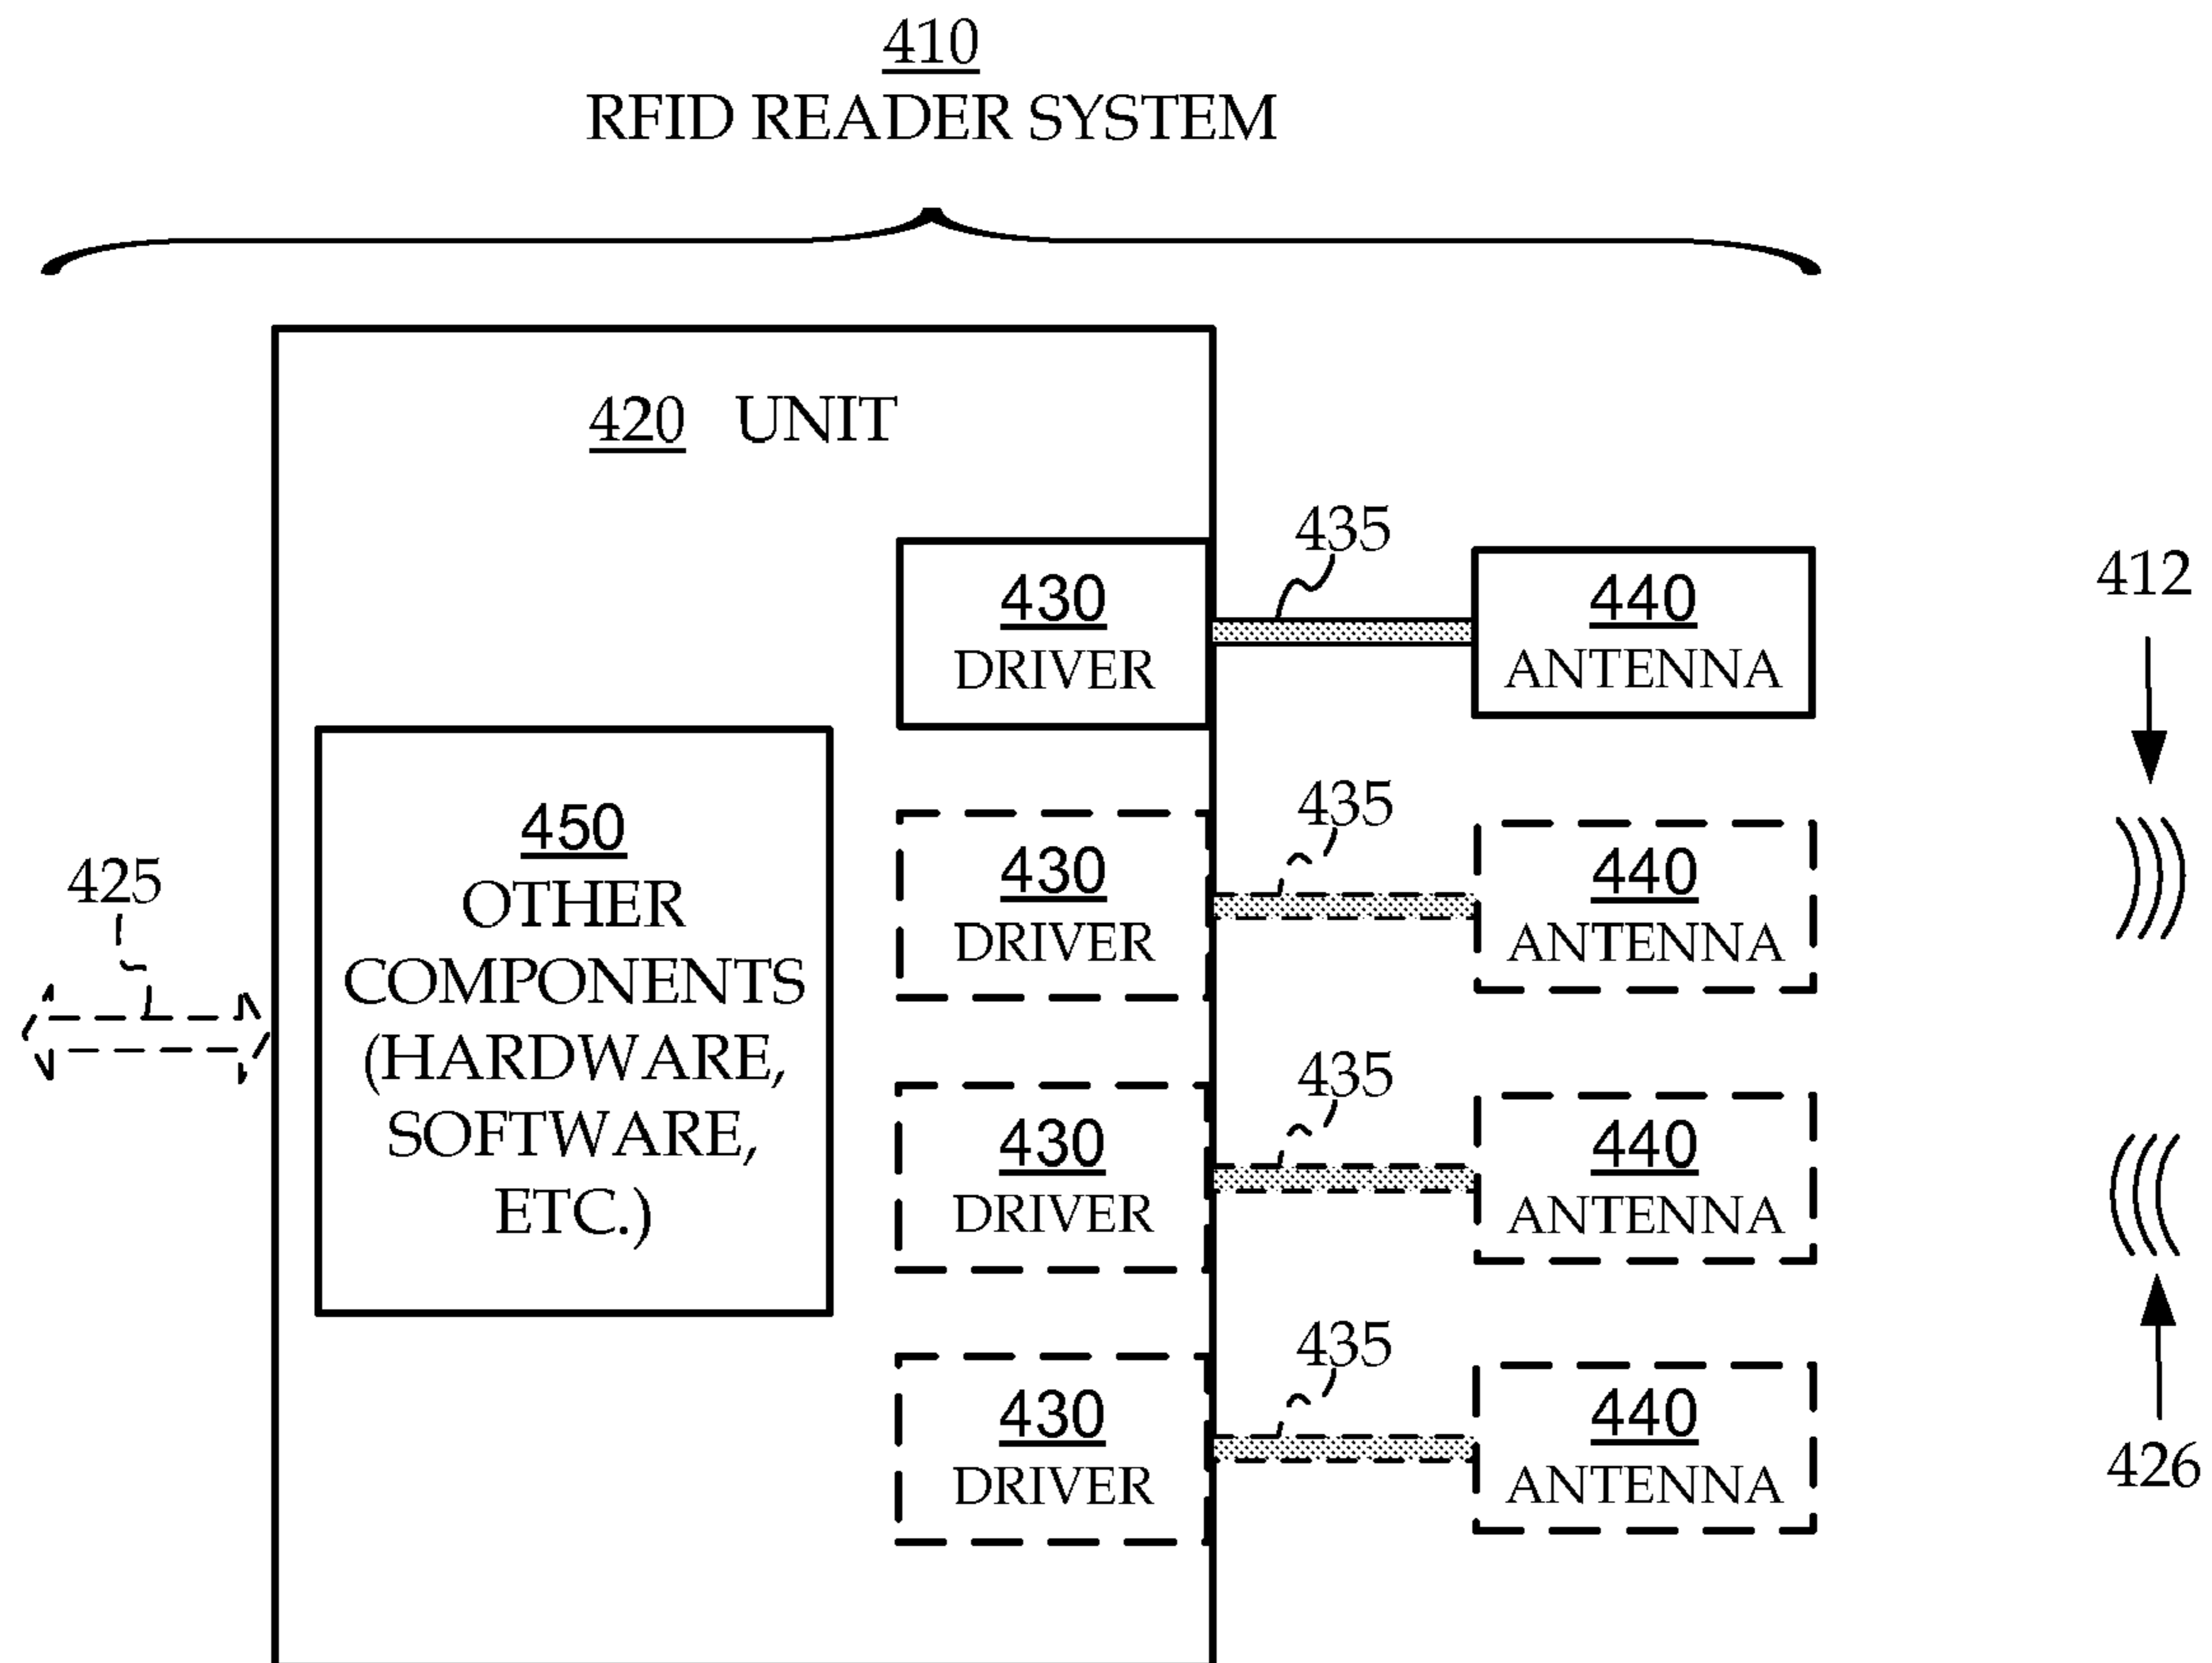 410
RFID READER SYSTEM
420 UNIT
435
430
DRIVER
440
ANTENNA
412
450
OTHER
COMPONENTS
(HARDWARE,
SOFTWARE,
ETC.)
425
435
430
DRIVER
440
ANTENNA
435
430
DRIVER
440
ANTENNA
435
430
DRIVER
440
ANTENNA
426